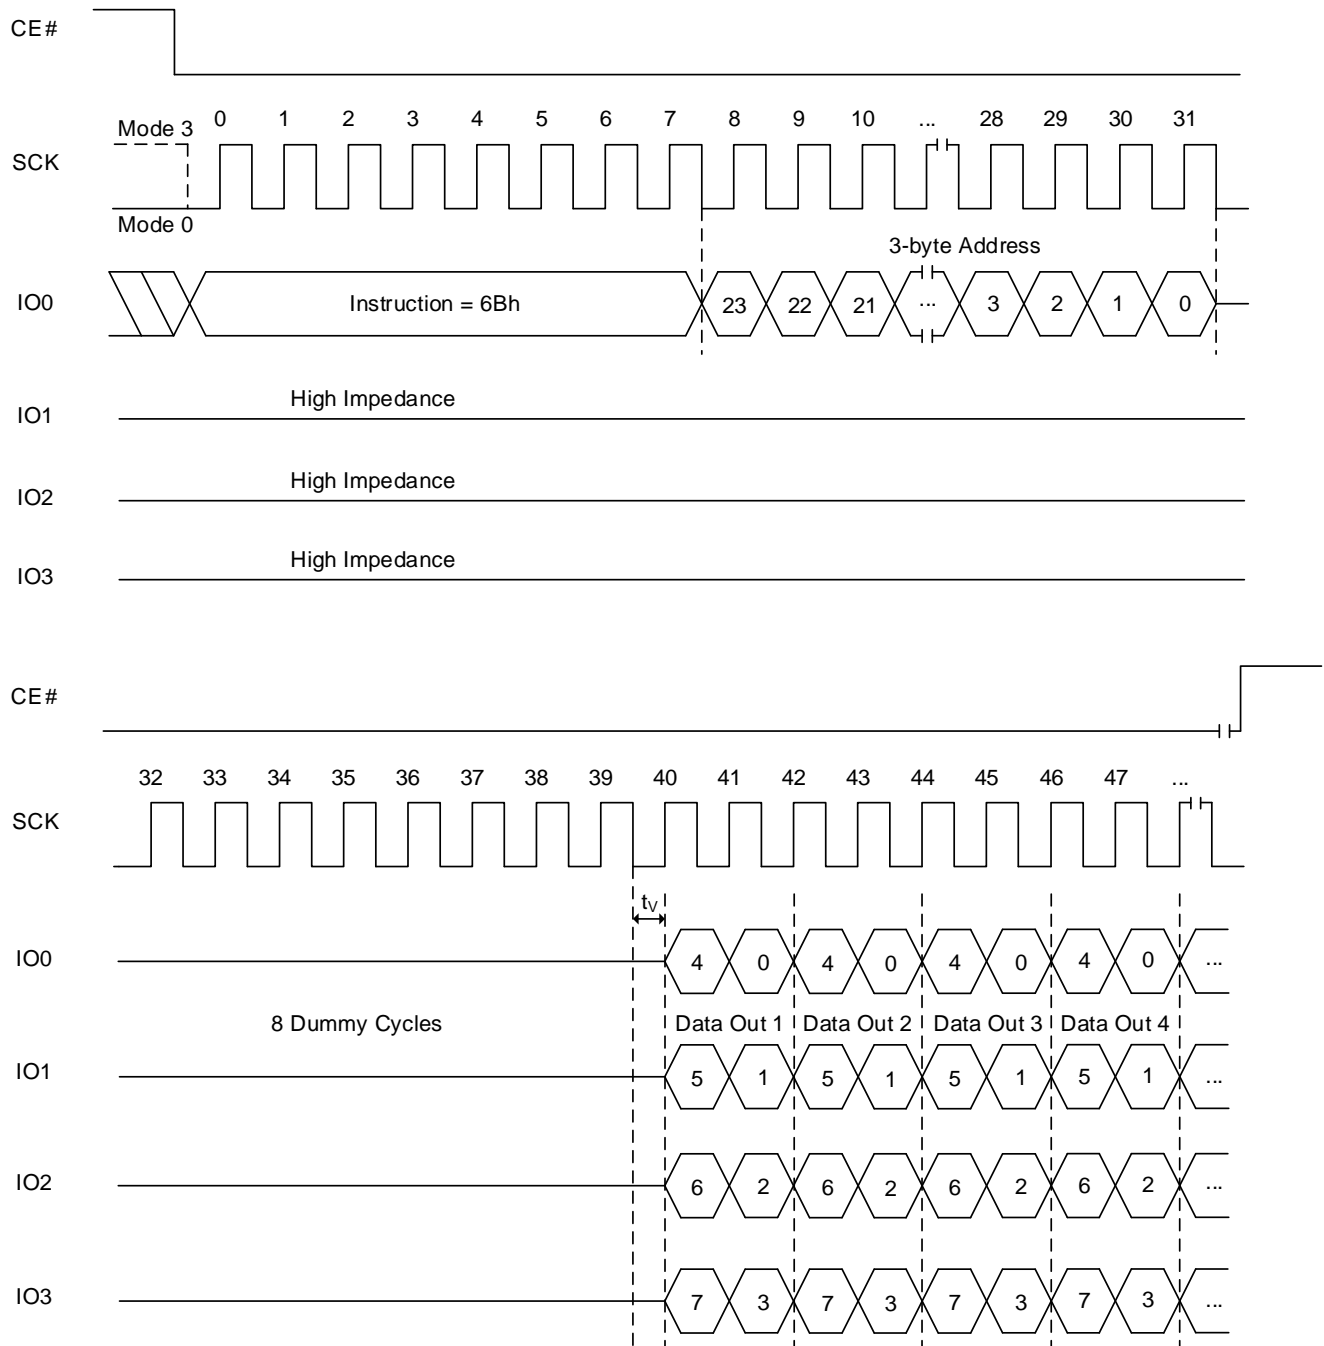 CE#
Mode 3 0 1 2 3 4 5 6 7 8 9 10 ... 28 29 30 31
SCK
Mode 0
3-byte Address
IO0 Instruction = 6Bh 23 22 21 ... 3 2 1 0
High Impedance
IO1
High Impedance
IO2
High Impedance
IO3
CE#
32 33 34 35 36 37 38 39 40 41 42 43 44 45 46 47 ...
SCK
tV
IO0 4 0 4 0 4 0 4 0 ...
8 Dummy Cycles Data Out 1 Data Out 2 Data Out 3 Data Out 4
IO1 5 1 5 1 5 1 5 1 ...
IO2 6 2 6 2 6 2 6 2 ...
IO3 7 3 7 3 7 3 7 3 ...